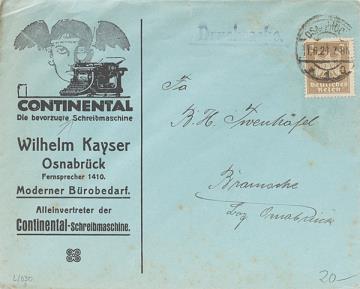 Drucksache.
OSNABRÜCK
Deutsches
Reich
CONTINENTAL
Die bevorzugte Schreibmaschine
Wilhelm Kayser
Osnabrück
Fernsprecher 1410.
Moderner Bürobedarf.
Alleinvertreter der
Continental-Schreibmaschine.
Fa
B. H.
Bramsche
Bez Osnabrück
20-